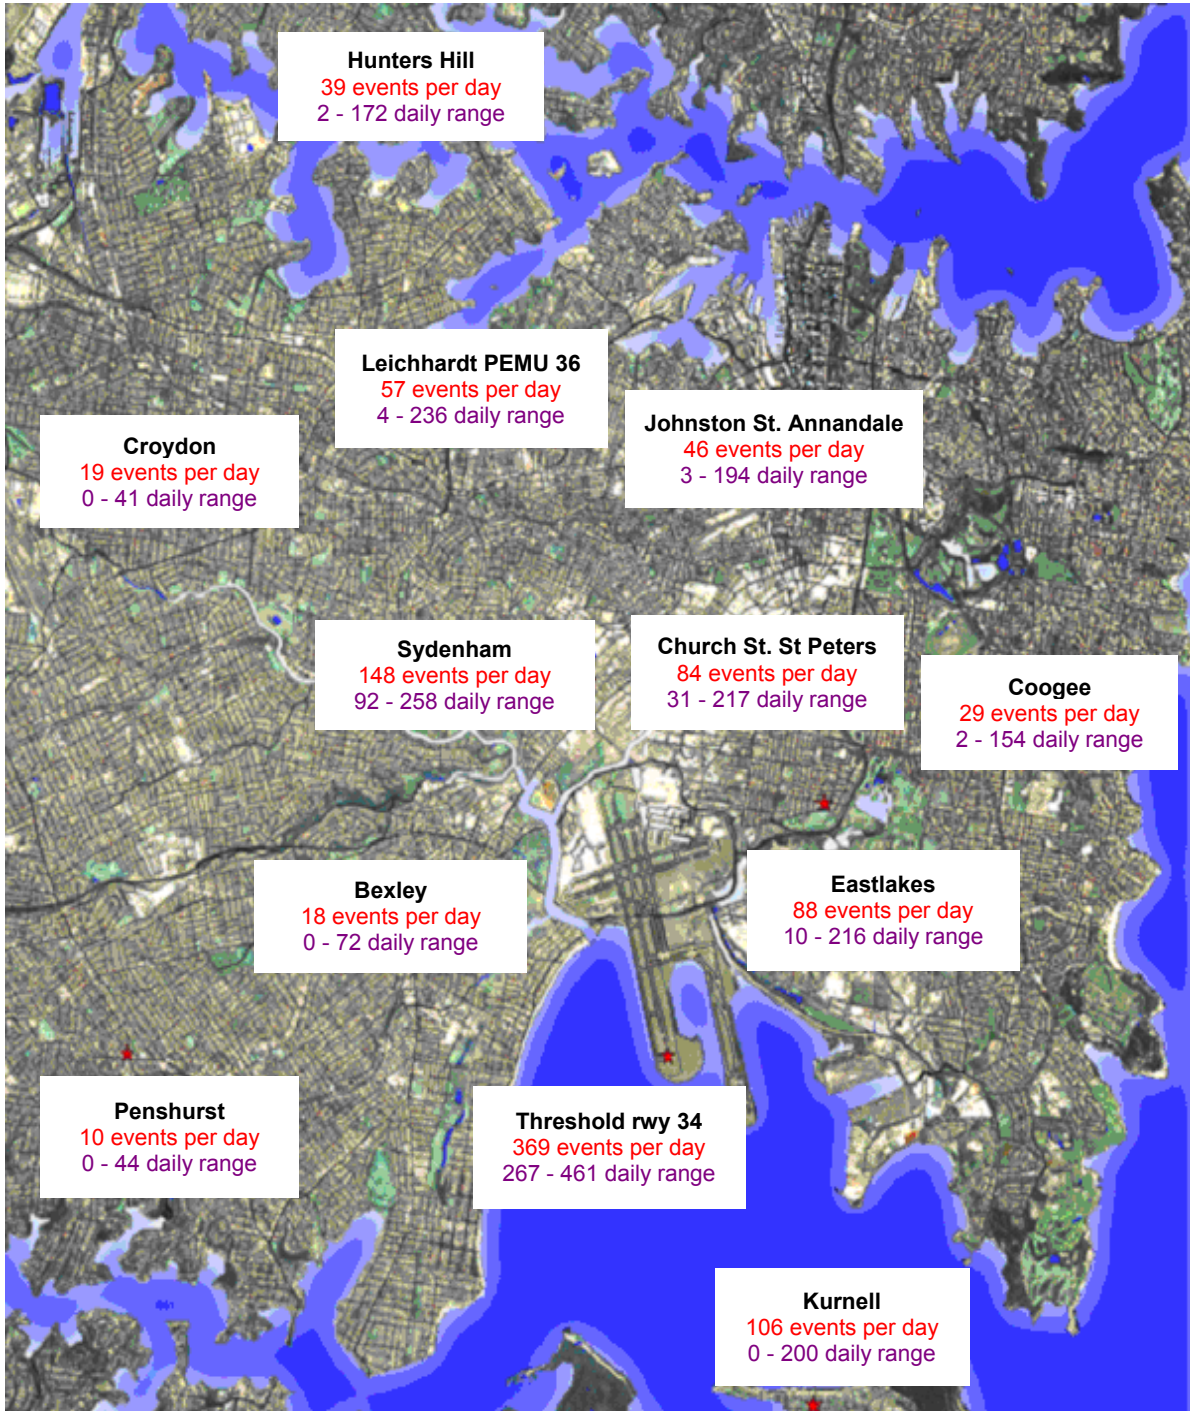 Hunters Hill
39 events per day
2 - 172 daily range
Leichhardt PEMU 36
57 events per day
4 - 236 daily range
Johnston St. Annandale
46 events per day
3 - 194 daily range
Croydon
19 events per day
0 - 41 daily range
Sydenham
148 events per day
92 - 258 daily range
Church St. St Peters
84 events per day
31 - 217 daily range
Coogee
29 events per day
2 - 154 daily range
Bexley
18 events per day
0 - 72 daily range
Eastlakes
88 events per day
10 - 216 daily range
Penshurst
10 events per day
0 - 44 daily range
Threshold rwy 34
369 events per day
267 - 461 daily range
Kurnell
106 events per day
0 - 200 daily range